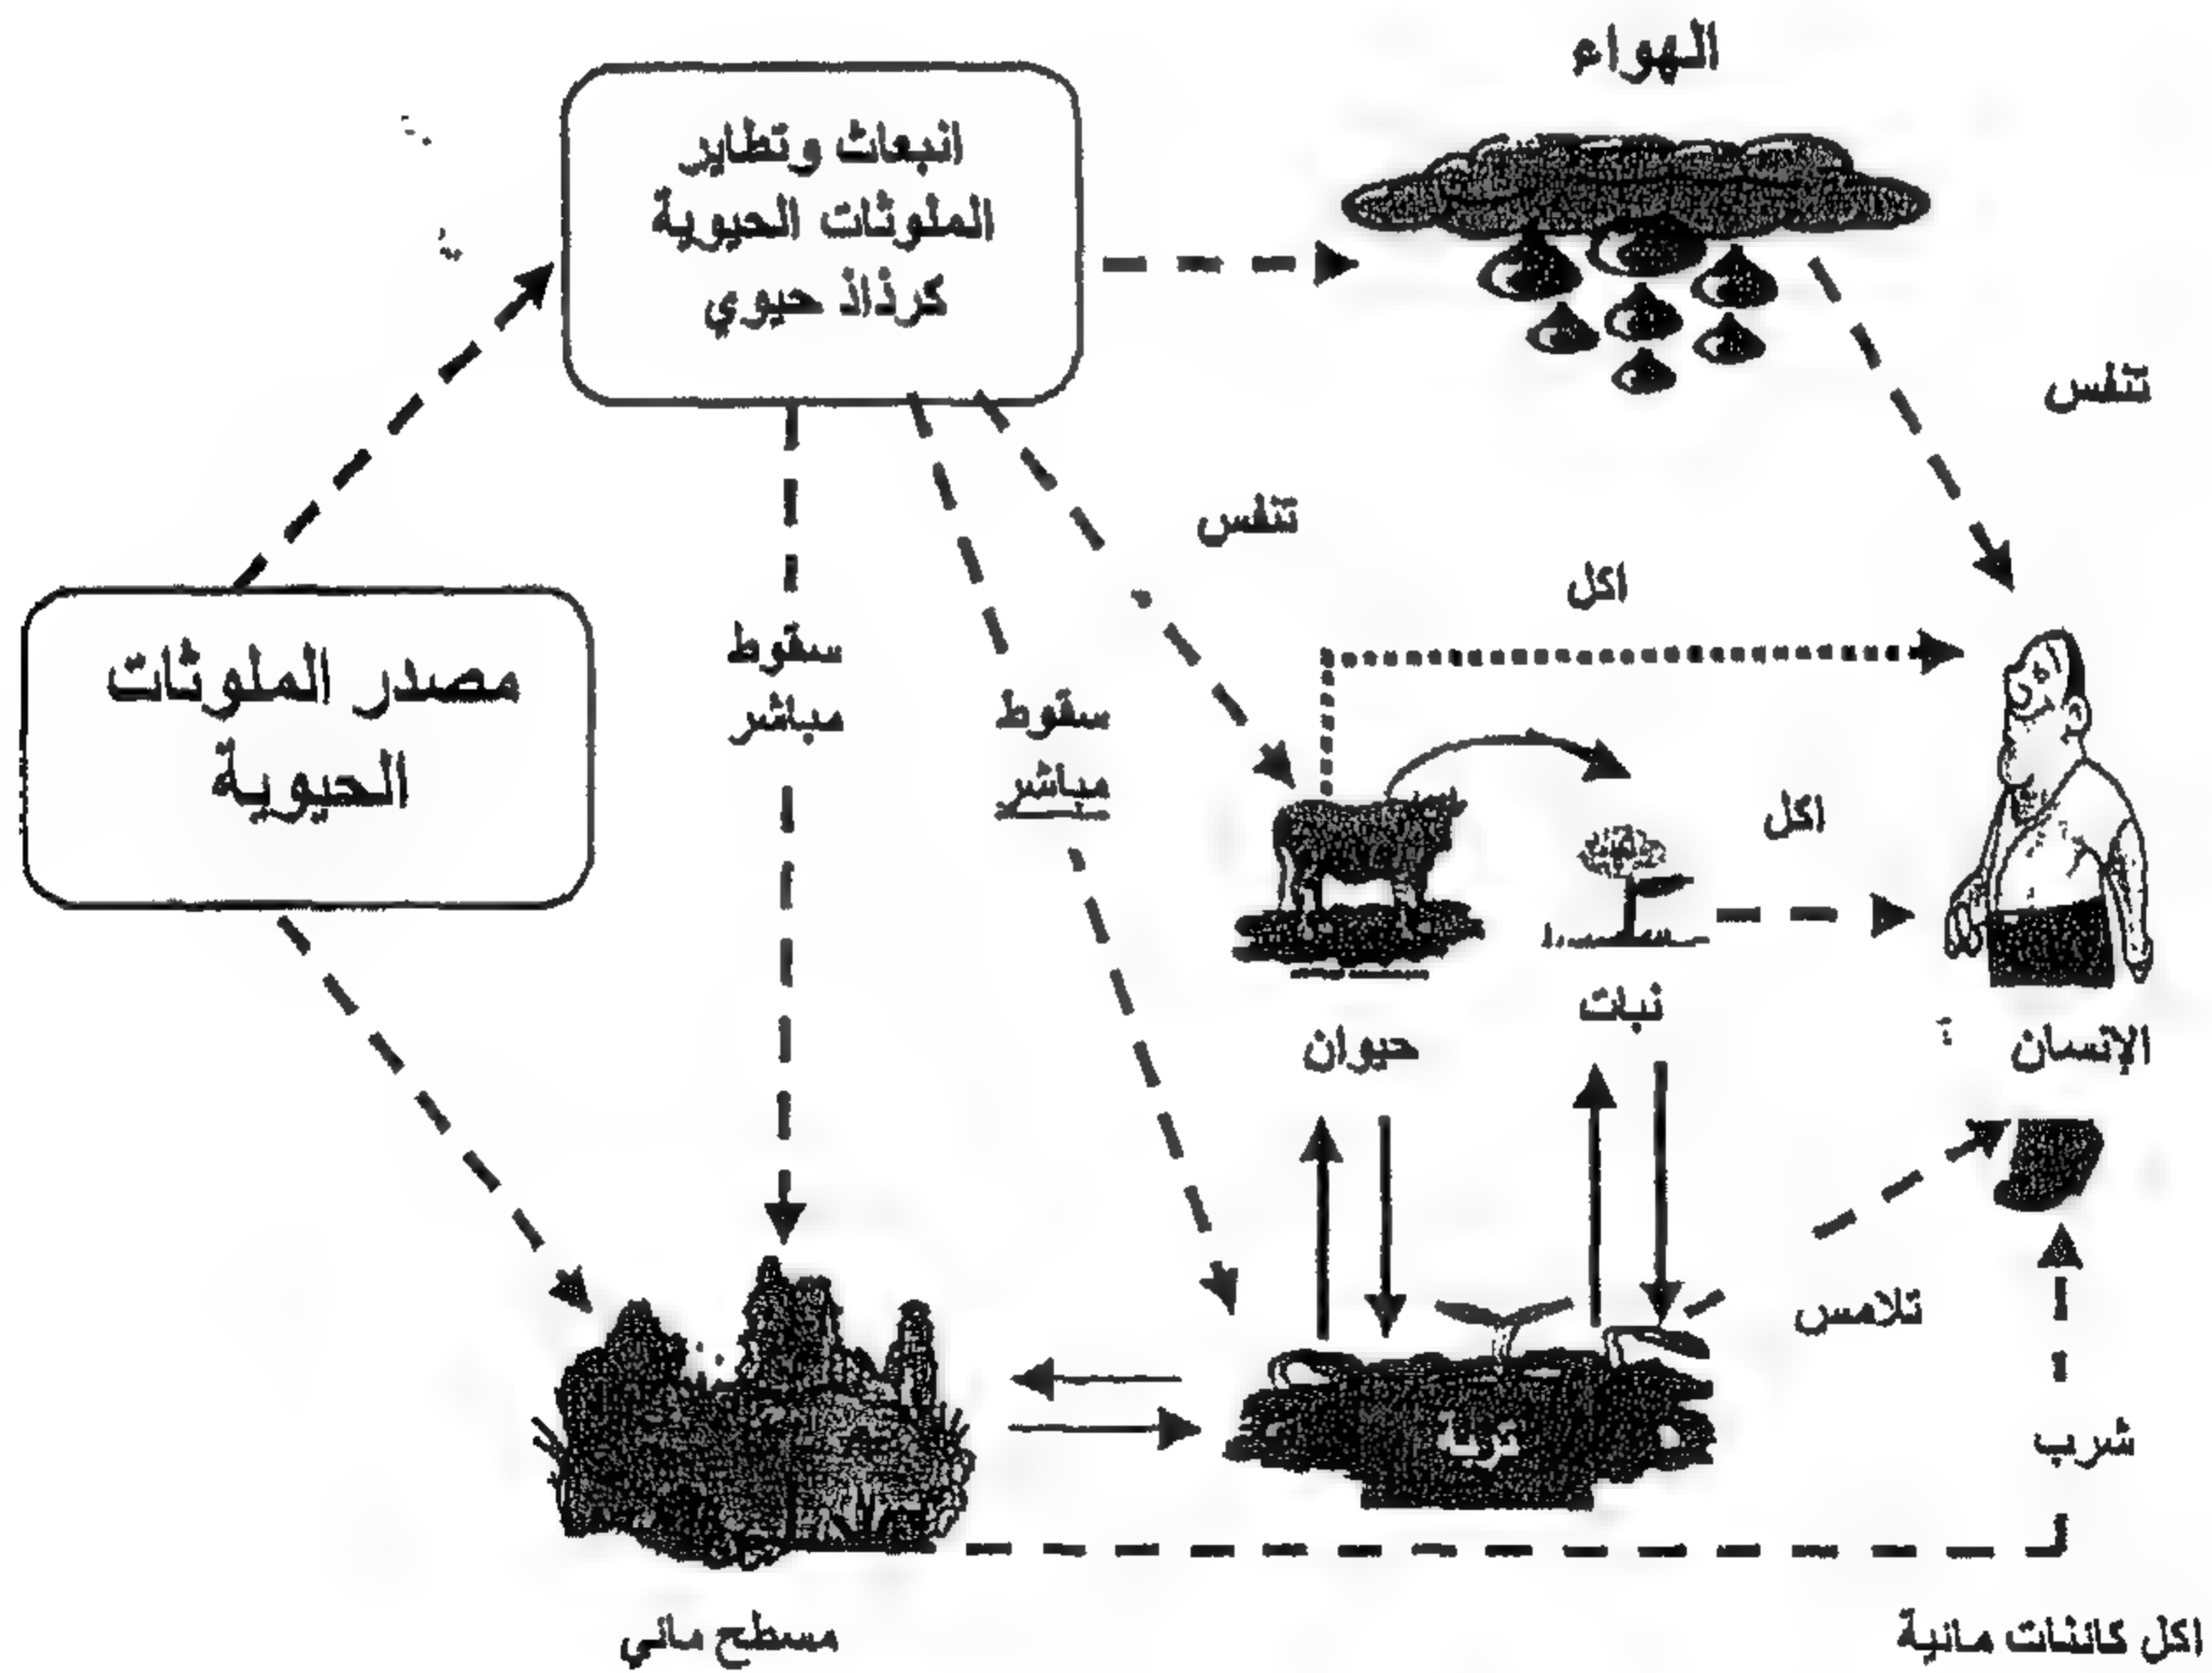 الهواء
انبعاث وتطاير
الملوثات الحيوية
كرذاذ حيوي
تنفس
تنفس
اكل
مصدر الملوثات
الحيوية
سقوط
مباشر
سقوط
مباشر
اكل
نبات
حيوان
الإنسان
تلامس
تربة
شرب
مسطح مائي
اكل كائنات مائية